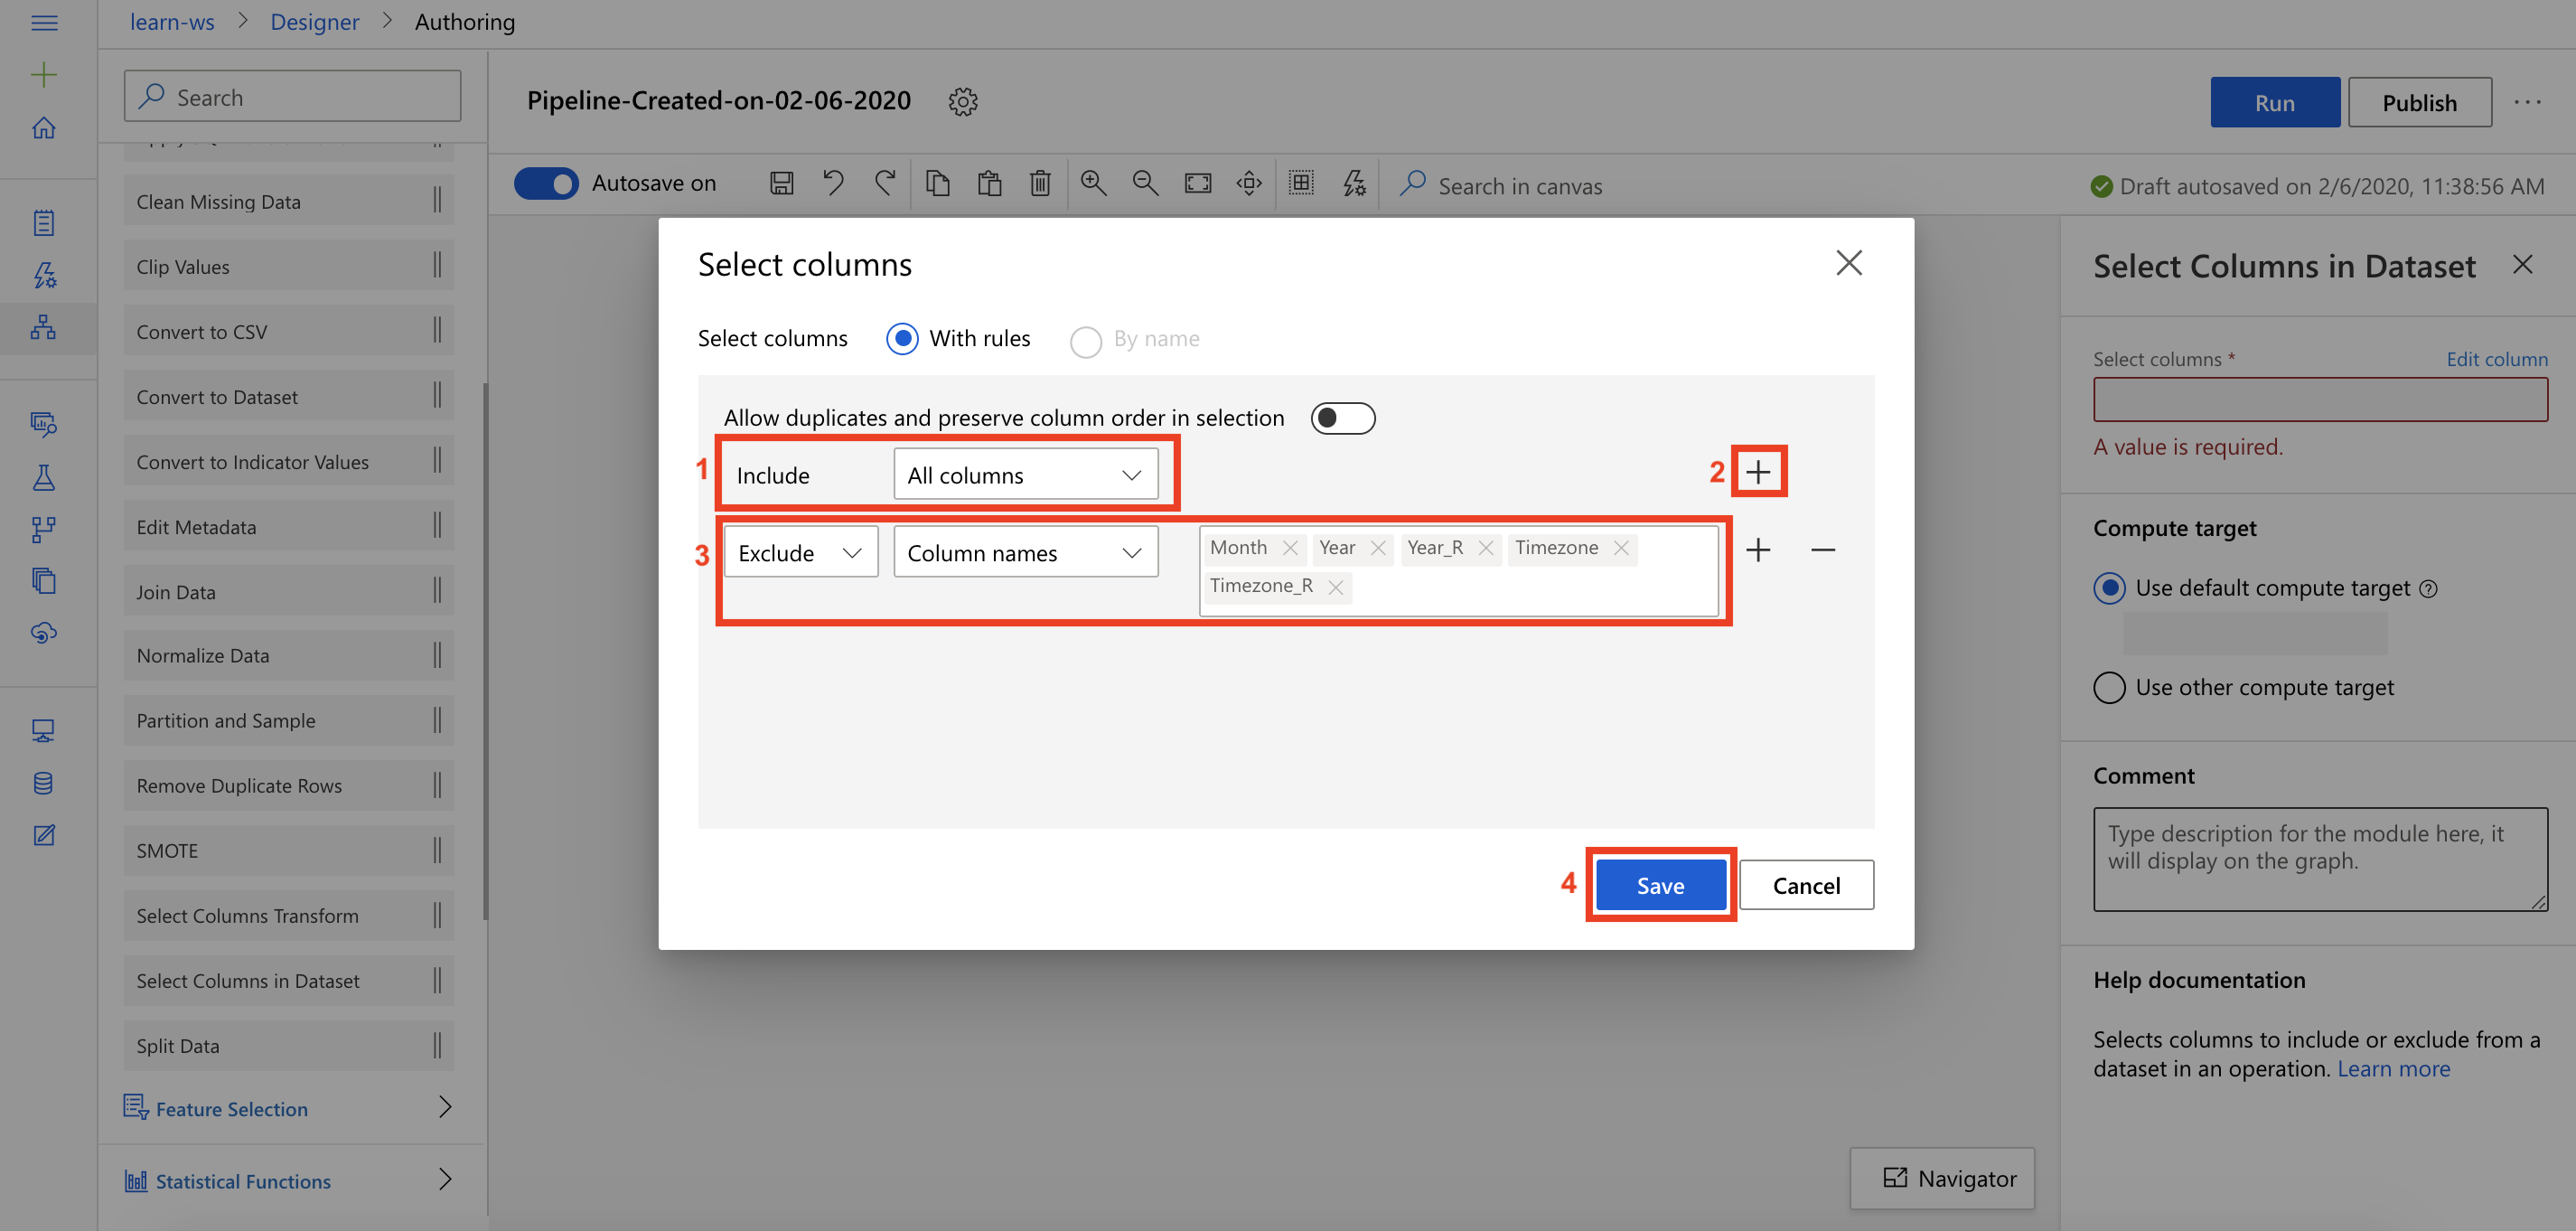 learn-ws > Designer > Authoring
Search
Clean Missing Data
Clip Values
Convert to CSV
Convert to Dataset
Convert to Indicator Values
Edit Metadata
Join Data
Normalize Data
Partition and Sample
Remove Duplicate Rows
SMOTE
Select Columns Transform
Select Columns in Dataset
Split Data
Feature Selection
Statistical Functions
Pipeline-Created-on-02-06-2020
Run
Publish
Autosave on
Search in canvas
Draft autosaved on 2/6/2020, 11:38:56 AM
Select columns
Select columns With rules By name
Allow duplicates and preserve column order in selection
1 Include All columns 2
3 Exclude Column names Month Year Year_R Timezone
Timezone_R
4 Save Cancel
Select Columns in Dataset
Select columns * Edit column
A value is required.
Compute target
Use default compute target
Use other compute target
Comment
Type description for the module here, it
will display on the graph.
Help documentation
Selects columns to include or exclude from a
dataset in an operation. Learn more
Navigator